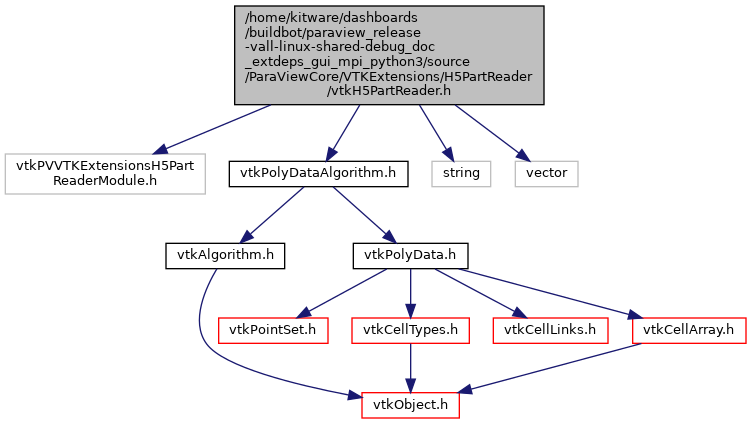 /home/kitware/dashboards
/buildbot/paraview_release
-vall-linux-shared-debug_doc
_extdeps_gui_mpi_python3/source
/ParaViewCore/VTKExtensions/H5PartReader
/vtkH5PartReader.h
vtkPVVTKExtensionsH5Part
ReaderModule.h
vtkPolyDataAlgorithm.h
string
vector
vtkAlgorithm.h
vtkPolyData.h
vtkPointSet.h
vtkCellTypes.h
vtkCellLinks.h
vtkCellArray.h
vtkObject.h